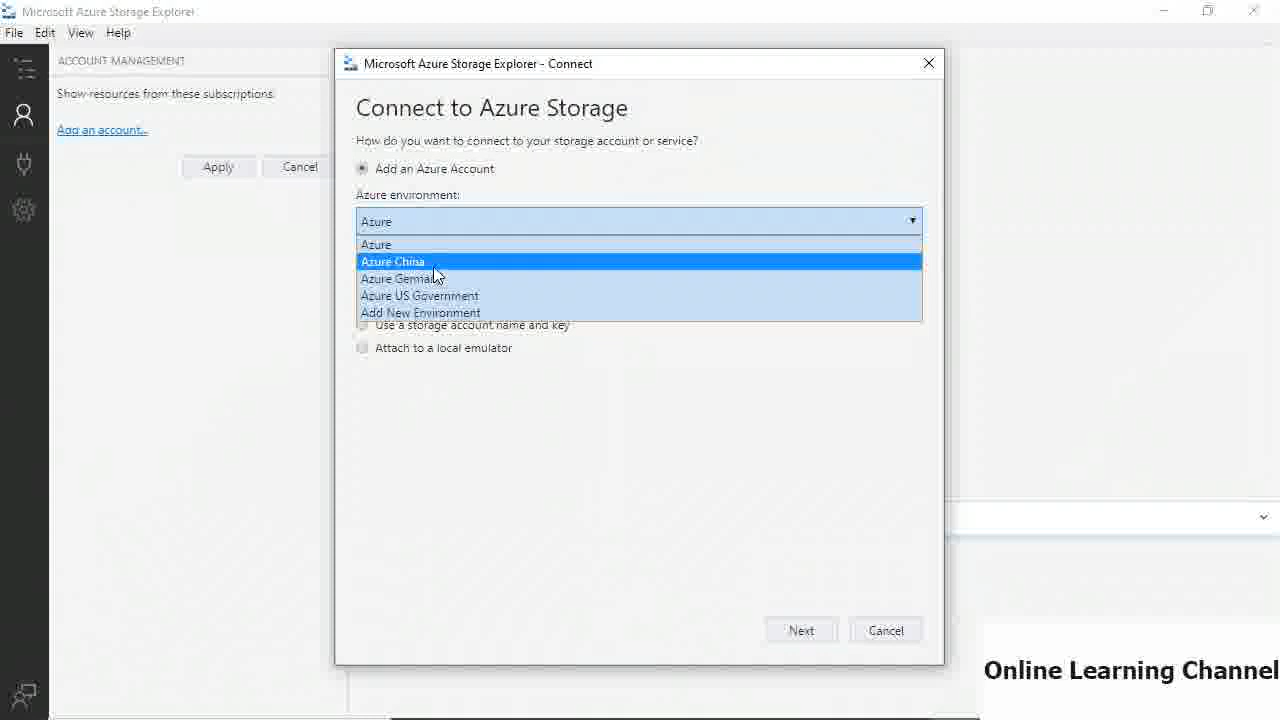 Microsoft Azure Storage Explorer
File Edit View Help
ACCOUNT MANAGEMENT
Show resources from these subscriptions.
Add an account...
Apply Cancel
Microsoft Azure Storage Explorer - Connect
Connect to Azure Storage
How do you want to connect to your storage account or service?
Add an Azure Account
Azure environment:
Azure
Azure
Azure China
Azure German
Azure US Government
Add New Environment
Use a storage account name and key
Attach to a local emulator
Next Cancel
Online Learning Channel